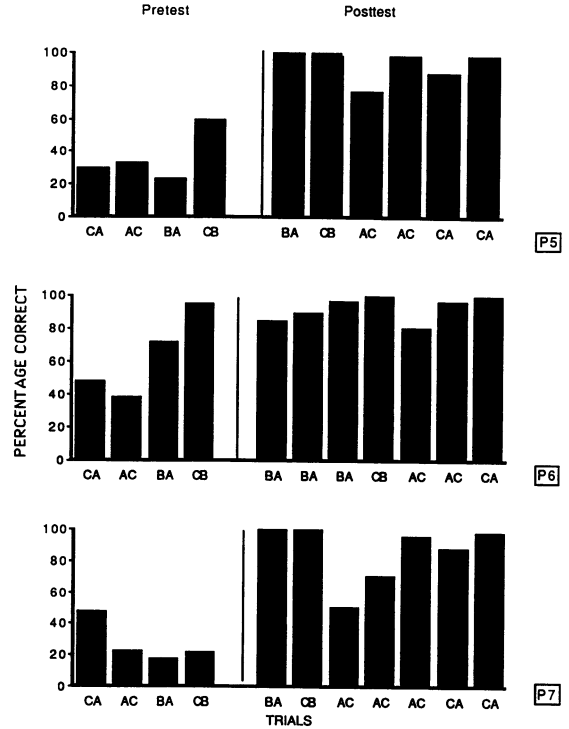 Pretest Posttest
100
80
60
40
20
0
CA AC BA CB BA CB AC AC CA CA
P5
PERCENTAGE CORRECT
100
80
60
40
20
0
CA AC BA CB BA BA BA CB AC AC CA
P6
100
80
60
40
20
0
CA AC BA CB BA CB AC AC AC CA CA
P7
TRIALS